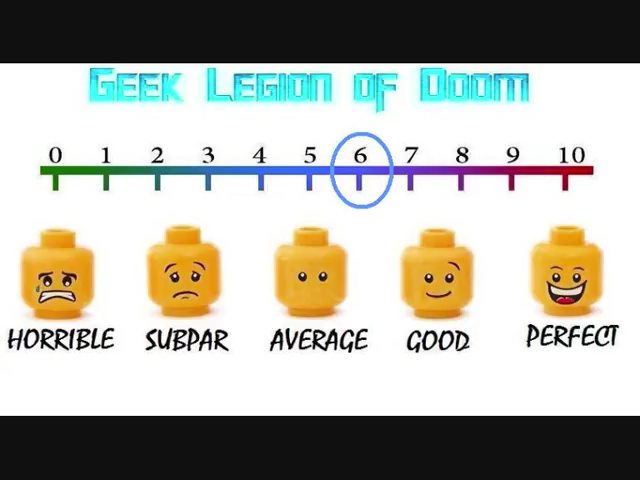 Geek Legion of Doom
0 1 2 3 4 5 6 7 8 9 10
HORRIBLE SUBPAR AVERAGE GOOD PERFECT